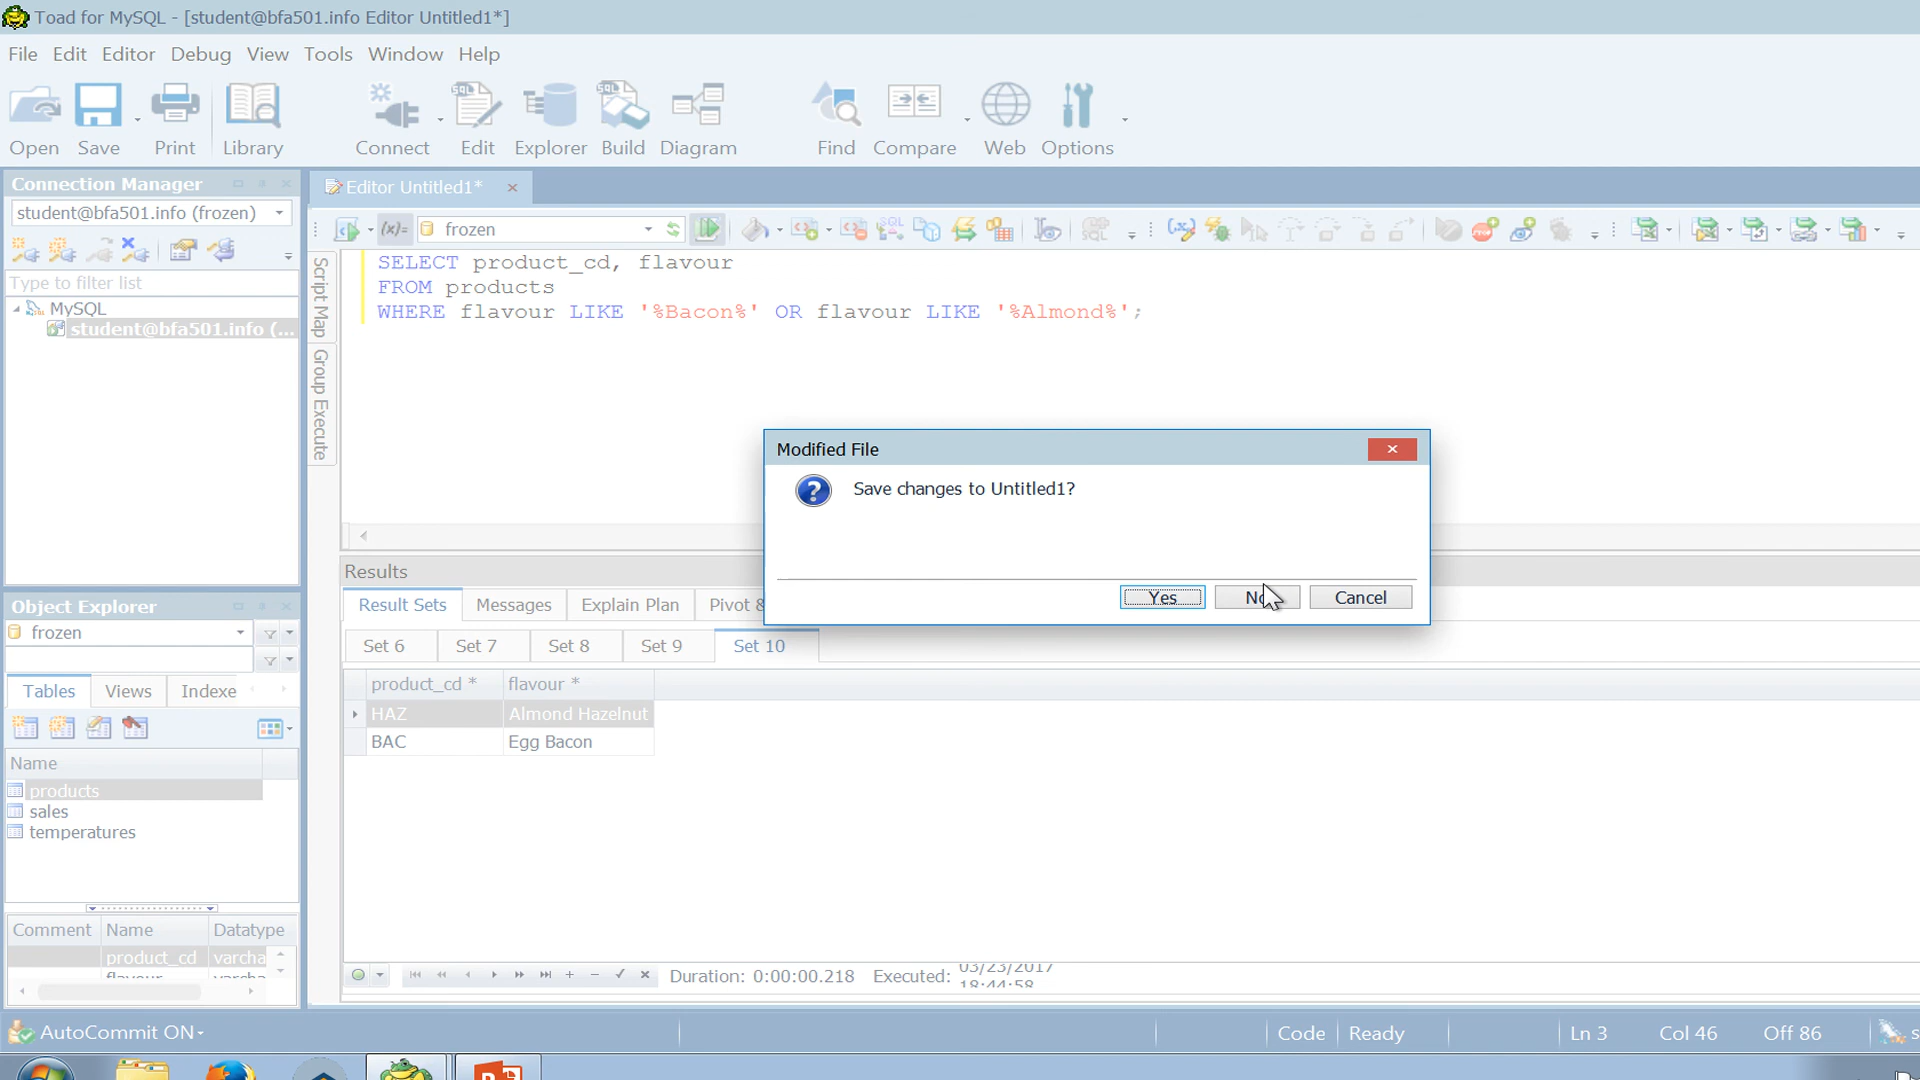 Toad for MySQL - [student@bfa501.info Editor Untitled1*]
File Edit Editor Debug View Tools Window Help
Open Save Print Library Connect Edit Explorer Build Diagram Find Compare Web Options
Connection Manager
student@bfa501.info (frozen)
Type to filter list
MySQL
student@bfa501.info (...
Editor Untitled1*
frozen
Script Map
Group Execute
SELECT product_cd, flavour
FROM products
WHERE flavour LIKE '%Bacon%' OR flavour LIKE '%Almond%';
Modified File
Save changes to Untitled1?
Yes No Cancel
Results
Result Sets Messages Explain Plan Pivot &
Set 6 Set 7 Set 8 Set 9 Set 10
product_cd * flavour *
HAZ Almond Hazelnut
BAC Egg Bacon
Object Explorer
frozen
Tables Views Indexe
Name
products
sales
temperatures
Comment Name Datatype
product_cd varcha
flavour varcha
Duration: 0:00:00.218 Executed: 03/23/2017
18:44:58
AutoCommit ON
Code Ready Ln 3 Col 46 Off 86 s